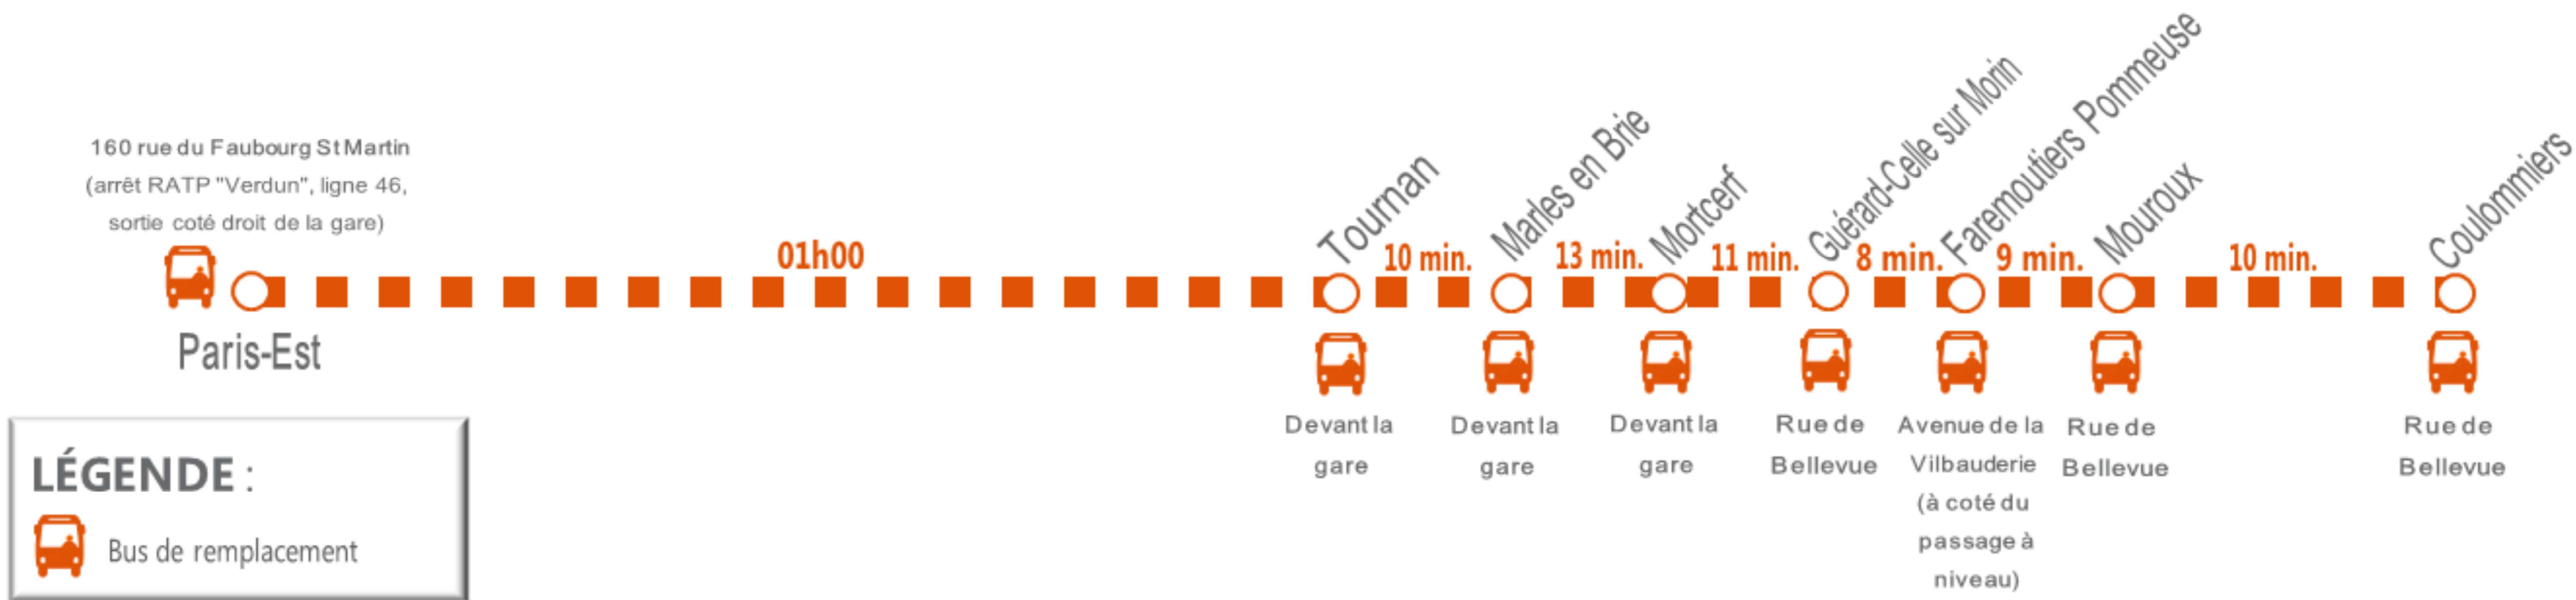 160 rue du Faubourg St Martin
(arrêt RATP "Verdun", ligne 46,
sortie coté droit de la gare)
Paris-Est
01h00
Tournan
10 min.
Marles en Brie
13 min.
Mortcerf
11 min.
Guérard-Celle sur Morin
8 min.
Faremoutiers Pommeuse
9 min.
Mouroux
10 min.
Coulommiers
Devant la
gare
Devant la
gare
Devant la
gare
Rue de
Bellevue
Avenue de la
Vilbauderie
(à coté du
passage à
niveau)
Rue de
Bellevue
Rue de
Bellevue
LÉGENDE :
Bus de remplacement